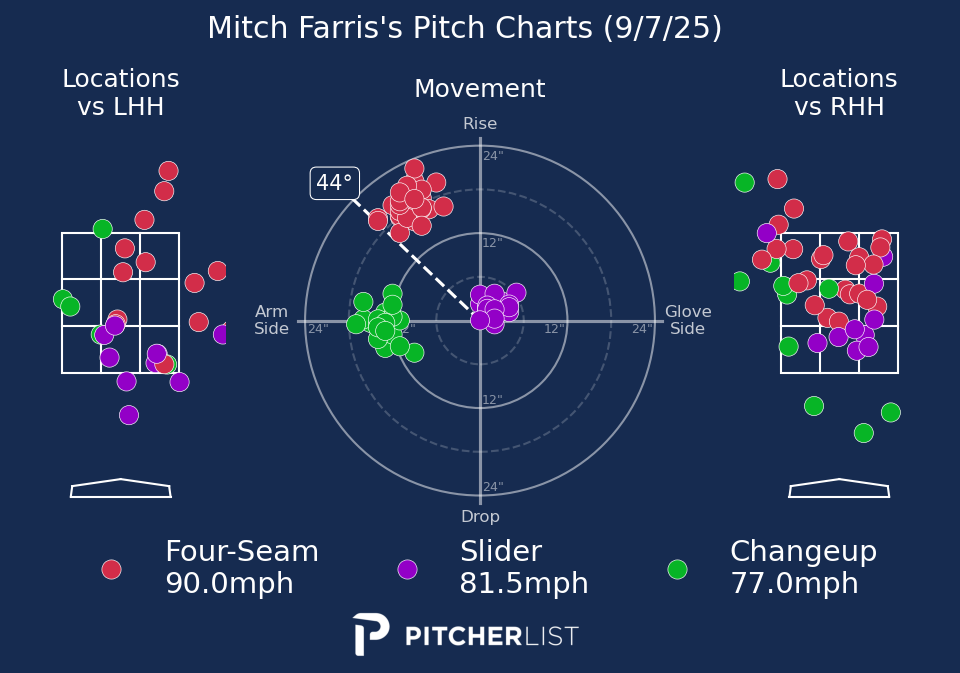 Mitch Farris's Pitch Charts (9/7/25)
Locations
vs LHH
Movement
Locations
vs RHH
Rise
24"
44°
12"
Arm
Side
24"
12"
24"
Glove
Side
12"
24"
Drop
Four-Seam
90.0mph
Slider
81.5mph
Changeup
77.0mph
PITCHERLIST